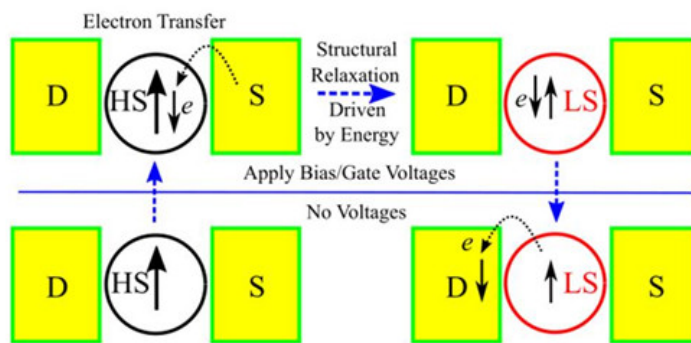 Electron Transfer
D HS e S
Structural
Relaxation
Driven
by Energy
D e LS S
Apply Bias/Gate Voltages
No Voltages
D HS S
e
D LS S